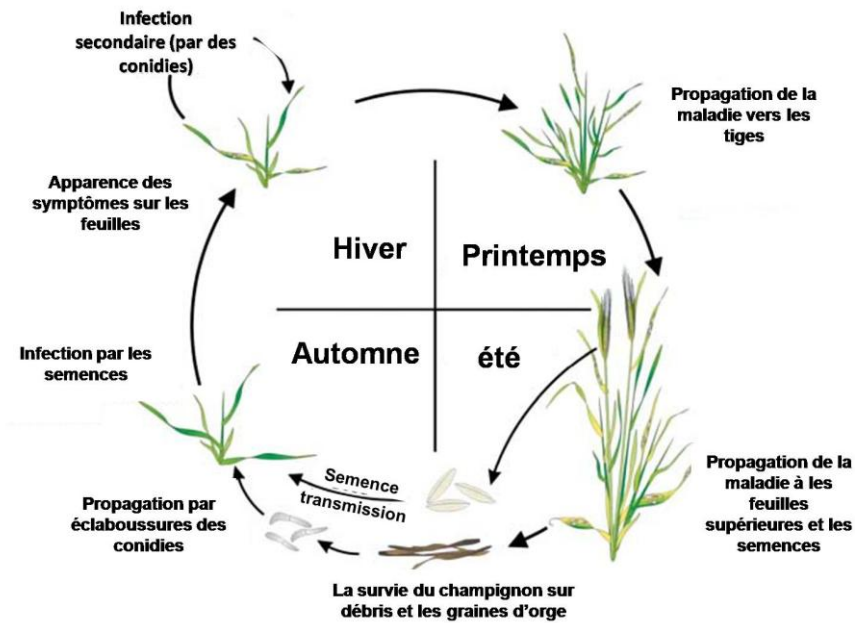 Infection
secondaire (par des
conidies)
Propagation de la
maladie vers les
tiges
Apparence des
symptômes sur les
feuilles
Hiver
Printemps
Automne
été
Infection par les
semences
Semence
transmission
Propagation par
éclaboussures des
conidies
Propagation de la
maladie à les
feuilles
supérieures et les
semences
La survie du champignon sur
débris et les graines d'orge